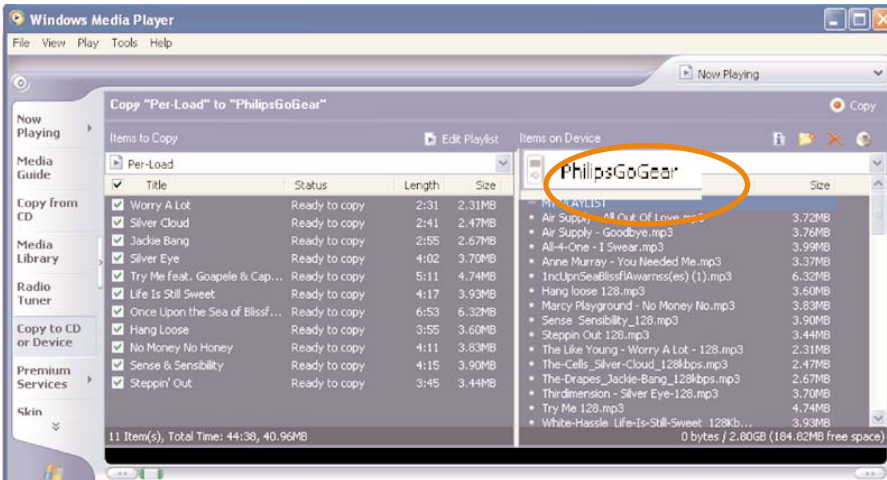 Windows Media Player
File View Play Tools Help
Now Playing
Copy "Per-Load" to "PhilipsGoGear"
Copy
Items to Copy
Edit Playlist
Items on Device
Per-Load
PhilipsGoGear
Title Status Length Size
Size
Worry A Lot Ready to copy 2:31 2.31MB
Silver Cloud Ready to copy 2:41 2.47MB
Jackie Bang Ready to copy 2:55 2.67MB
Silver Eye Ready to copy 4:02 3.70MB
Try Me feat. Goapele & Cap... Ready to copy 5:11 4.74MB
Life Is Still Sweet Ready to copy 4:17 3.93MB
Once Upon the Sea of Blissf... Ready to copy 6:53 6.32MB
Hang Loose Ready to copy 3:55 3.60MB
No Money No Honey Ready to copy 4:11 3.83MB
Sense & Sensibility Ready to copy 4:15 3.90MB
Steppin' Out Ready to copy 3:45 3.44MB
11 Item(s), Total Time: 44:38, 40.96MB
MY PLAYLIST
Air Supply - All Out Of Love.mp3 3.72MB
Air Supply - Goodbye.mp3 3.76MB
All-4-One - I Swear.mp3 3.99MB
Anne Murray - You Needed Me.mp3 3.37MB
1ncUpnSeaBlissflAwarnss(es) (1).mp3 6.32MB
Hang loose 128.mp3 3.60MB
Marcy Playground - No Money No.mp3 3.83MB
Sense Sensibility_128.mp3 3.90MB
Steppin Out 128.mp3 3.44MB
The Like Young - Worry A Lot - 128.mp3 2.31MB
The-Cells_Silver-Cloud_128kbps.mp3 2.47MB
The-Drapes_Jackie-Bang_128kbps.mp3 2.67MB
Thirdimension - Silver Eye-128.mp3 3.70MB
Try Me 128.mp3 4.74MB
White-Hassle_Life-Is-Still-Sweet_128Kb... 3.93MB
0 bytes / 2.80GB (184.82MB free space)
Now
Playing
Media
Guide
Copy from
CD
Media
Library
Radio
Tuner
Copy to CD
or Device
Premium
Services
Skin